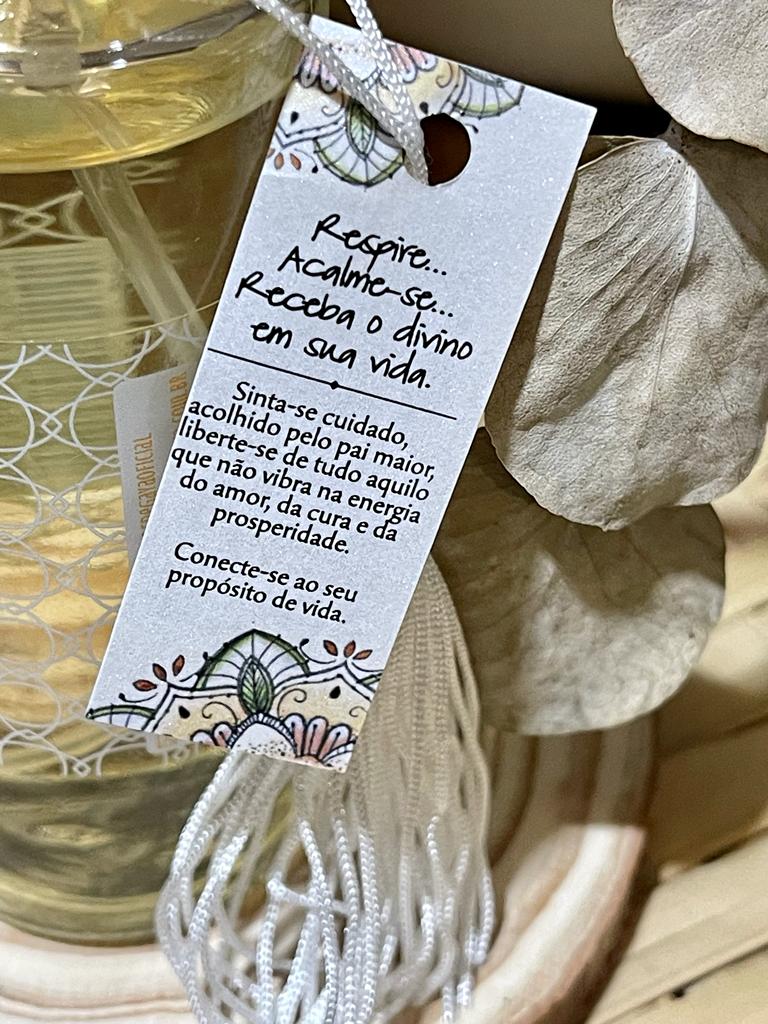 Respire...
Acalme-se...
Receba o divino
em sua vida.
Sinta-se cuidado,
acolhido pelo pai maior,
liberte-se de tudo aquilo
que não vibra na energia
do amor, da cura e da
prosperidade.
Conecte-se ao seu
propósito de vida.